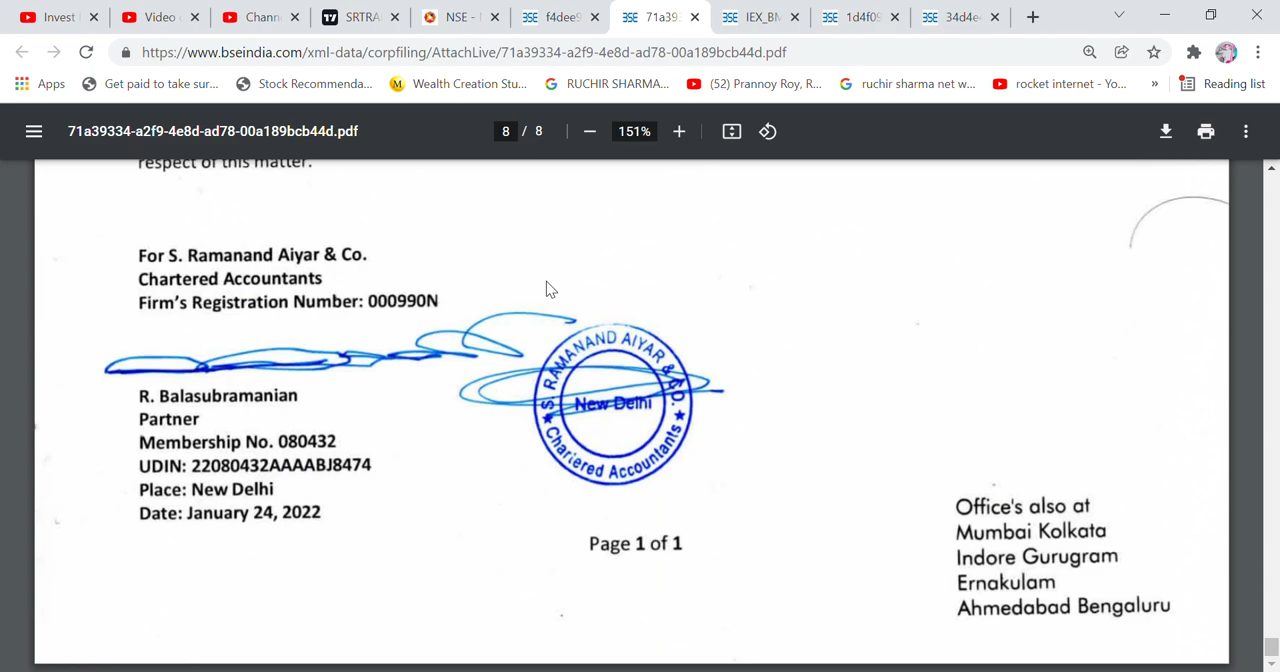 Invest
Video
Chann
SRTRA
NSE -
f4dee9
71a39
IEX_BM
1d4f09
34d4e
https://www.bseindia.com/xml-data/corpfiling/AttachLive/71a39334-a2f9-4e8d-ad78-00a189bcb44d.pdf
Apps
Get paid to take sur...
Stock Recommenda...
Wealth Creation Stu...
RUCHIR SHARMA...
(52) Prannoy Roy, R...
ruchir sharma net w...
rocket internet - Yo...
»
Reading list
71a39334-a2f9-4e8d-ad78-00a189bcb44d.pdf
8 / 8
151%
respect of this matter.
For S. Ramanand Aiyar & Co.
Chartered Accountants
Firm's Registration Number: 000990N
S. RAMANAND AIYAR & CO.
New Delhi
Chartered Accountants
R. Balasubramanian
Partner
Membership No. 080432
UDIN: 22080432AAAABJ8474
Place: New Delhi
Date: January 24, 2022
Page 1 of 1
Office's also at
Mumbai Kolkata
Indore Gurugram
Ernakulam
Ahmedabad Bengaluru